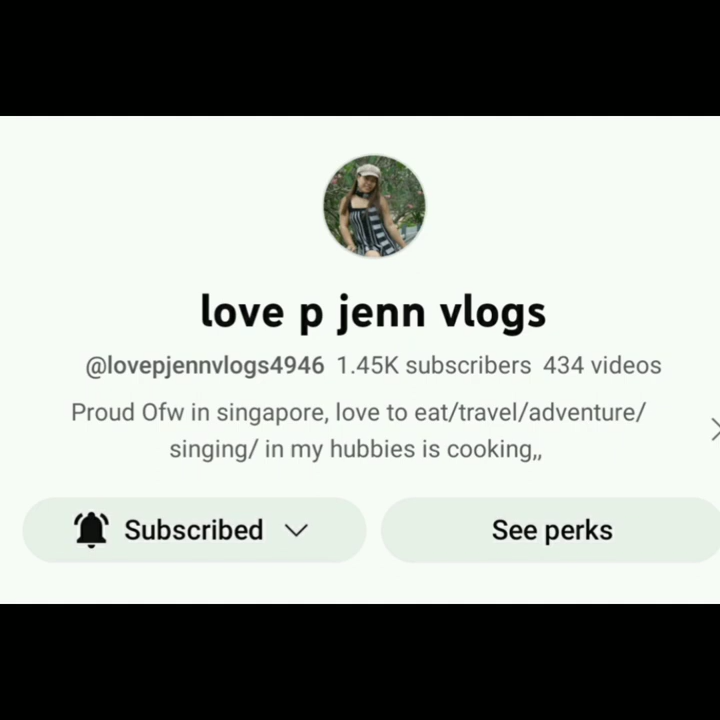 love p jenn vlogs
@lovepjennvlogs4946 1.45K subscribers 434 videos
Proud Ofw in singapore, love to eat/travel/adventure/
singing/ in my hubbies is cooking,,
Subscribed
See perks